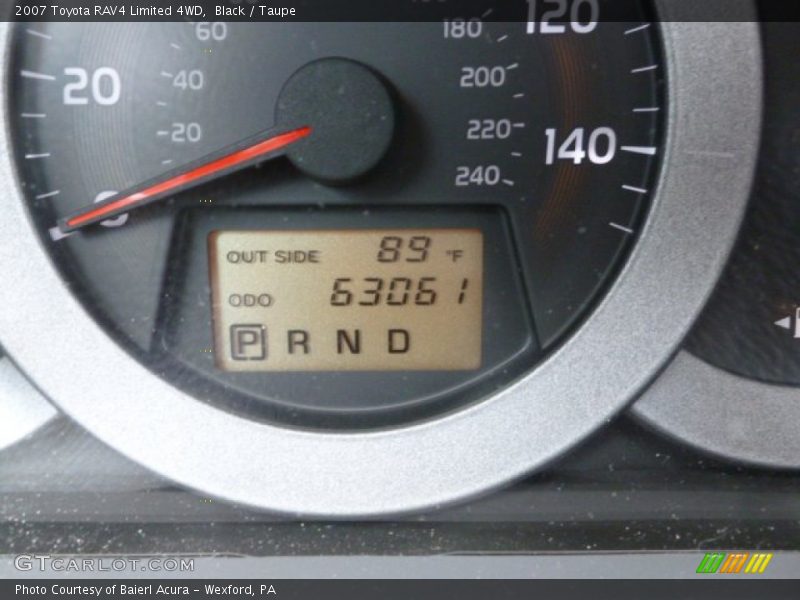 2007 Toyota RAV4 Limited 4WD, Black / Taupe
60 180 120
20 40 200
20 220 140
0 240
OUT SIDE 89 °F
ODO 63061
P R N D
GTCARLOT.COM
Photo Courtesy of Baierl Acura - Wexford, PA